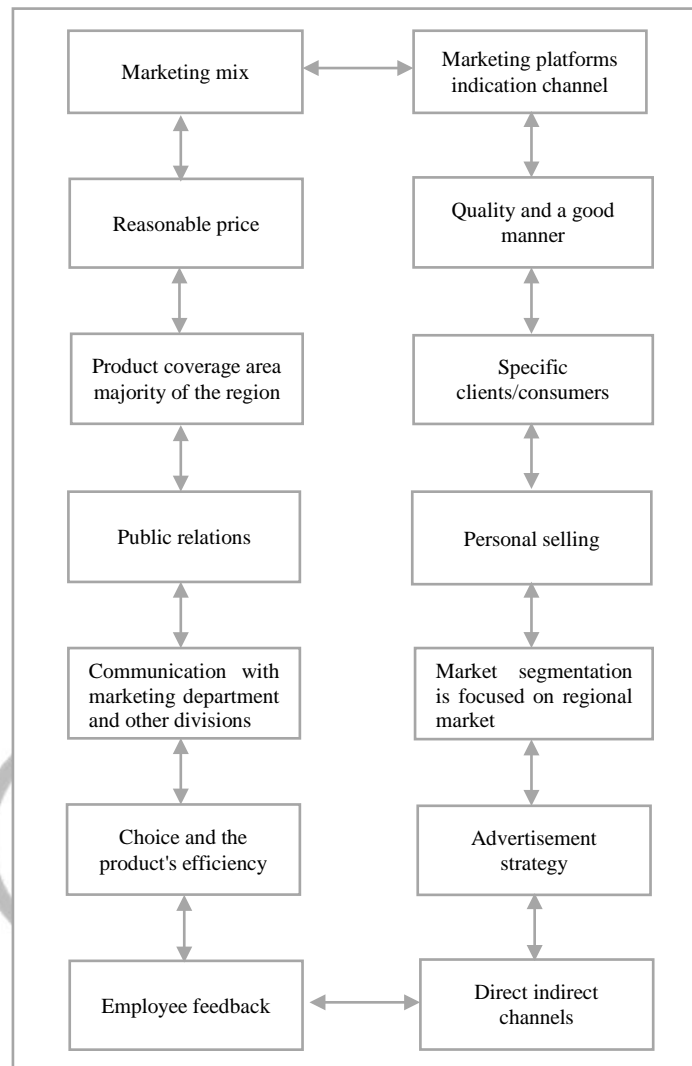 Marketing mix
Marketing platforms
indication channel
Reasonable price
Quality and a good
manner
Product coverage area
majority of the region
Specific
clients/consumers
Public relations
Personal selling
Communication with
marketing department
and other divisions
Market segmentation
is focused on regional
market
Choice and the
product's efficiency
Advertisement
strategy
Employee feedback
Direct indirect
channels